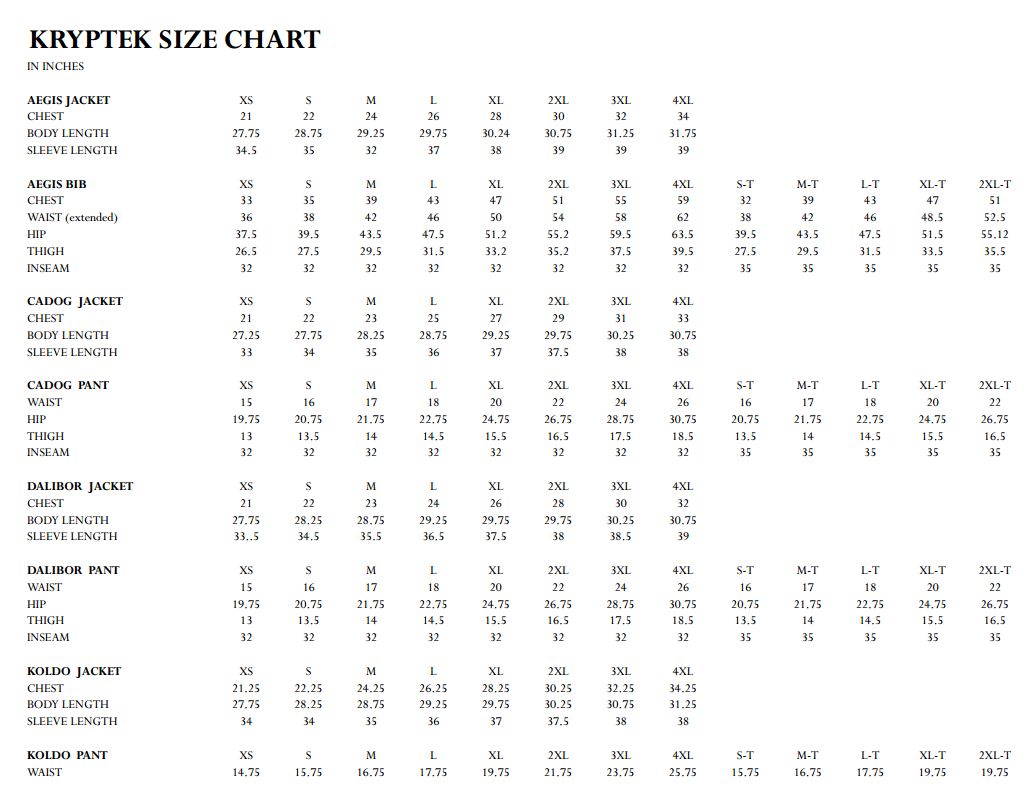 KRYPTEK SIZE CHART
IN INCHES
AEGIS JACKET XS S M L XL 2XL 3XL 4XL
CHEST 21 22 24 26 28 30 32 34
BODY LENGTH 27.75 28.75 29.25 29.75 30.24 30.75 31.25 31.75
SLEEVE LENGTH 34.5 35 32 37 38 39 39 39
AEGIS BIB XS S M L XL 2XL 3XL 4XL S-T M-T L-T XL-T 2XL-T
CHEST 33 35 39 43 47 51 55 59 32 39 43 47 51
WAIST (extended) 36 38 42 46 50 54 58 62 38 42 46 48.5 52.5
HIP 37.5 39.5 43.5 47.5 51.2 55.2 59.5 63.5 39.5 43.5 47.5 51.5 55.12
THIGH 26.5 27.5 29.5 31.5 33.2 35.2 37.5 39.5 27.5 29.5 31.5 33.5 35.5
INSEAM 32 32 32 32 32 32 32 32 35 35 35 35 35
CADOG JACKET XS S M L XL 2XL 3XL 4XL
CHEST 21 22 23 25 27 29 31 33
BODY LENGTH 27.25 27.75 28.25 28.75 29.25 29.75 30.25 30.75
SLEEVE LENGTH 33 34 35 36 37 37.5 38 38
CADOG PANT XS S M L XL 2XL 3XL 4XL S-T M-T L-T XL-T 2XL-T
WAIST 15 16 17 18 20 22 24 26 16 17 18 20 22
HIP 19.75 20.75 21.75 22.75 24.75 26.75 28.75 30.75 20.75 21.75 22.75 24.75 26.75
THIGH 13 13.5 14 14.5 15.5 16.5 17.5 18.5 13.5 14 14.5 15.5 16.5
INSEAM 32 32 32 32 32 32 32 32 35 35 35 35 35
DALIBOR JACKET XS S M L XL 2XL 3XL 4XL
CHEST 21 22 23 24 26 28 30 32
BODY LENGTH 27.75 28.25 28.75 29.25 29.75 29.75 30.25 30.75
SLEEVE LENGTH 33..5 34.5 35.5 36.5 37.5 38 38.5 39
DALIBOR PANT XS S M L XL 2XL 3XL 4XL S-T M-T L-T XL-T 2XL-T
WAIST 15 16 17 18 20 22 24 26 16 17 18 20 22
HIP 19.75 20.75 21.75 22.75 24.75 26.75 28.75 30.75 20.75 21.75 22.75 24.75 26.75
THIGH 13 13.5 14 14.5 15.5 16.5 17.5 18.5 13.5 14 14.5 15.5 16.5
INSEAM 32 32 32 32 32 32 32 32 35 35 35 35 35
KOLDO JACKET XS S M L XL 2XL 3XL 4XL
CHEST 21.25 22.25 24.25 26.25 28.25 30.25 32.25 34.25
BODY LENGTH 27.75 28.25 28.75 29.25 29.75 30.25 30.75 31.25
SLEEVE LENGTH 34 34 35 36 37 37.5 38 38
KOLDO PANT XS S M L XL 2XL 3XL 4XL S-T M-T L-T XL-T 2XL-T
WAIST 14.75 15.75 16.75 17.75 19.75 21.75 23.75 25.75 15.75 16.75 17.75 19.75 19.75